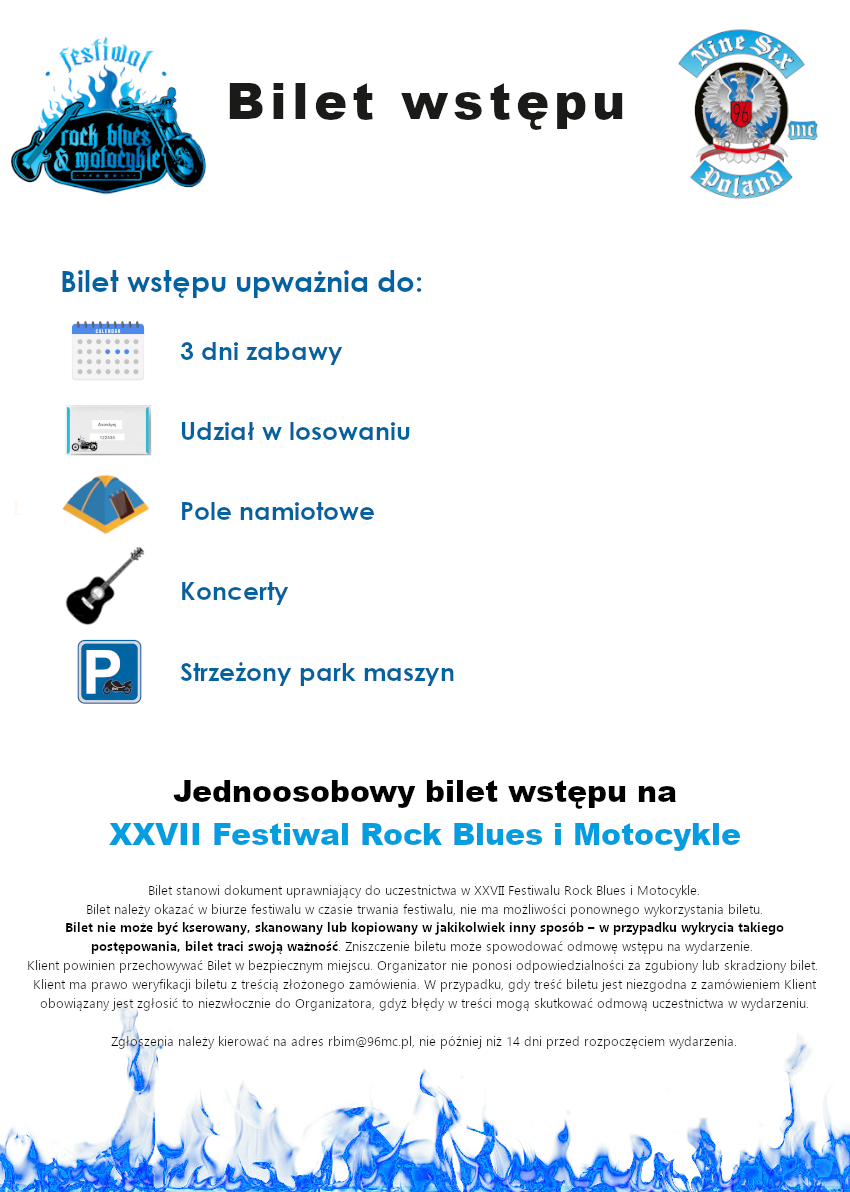 festiwal
rock blues
& motocykle
Bilet wstępu
Nine Six
96
MC
Poland
Bilet wstępu upważnia do:
CALENDAR
3 dni zabawy
Udział w losowaniu
Pole namiotowe
Koncerty
P
Strzeżony park maszyn
Jednoosobowy bilet wstępu na
XXVII Festiwal Rock Blues i Motocykle
Bilet stanowi dokument uprawniający do uczestnictwa w XXVII Festiwalu Rock Blues i Motocykle.
Bilet należy okazać w biurze festiwalu w czasie trwania festiwalu, nie ma możliwości ponownego wykorzystania biletu.
Bilet nie może być kserowany, skanowany lub kopiowany w jakikolwiek inny sposób – w przypadku wykrycia takiego
postępowania, bilet traci swoją ważność. Zniszczenie biletu może spowodować odmowę wstępu na wydarzenie.
Klient powinien przechowywać Bilet w bezpiecznym miejscu. Organizator nie ponosi odpowiedzialności za zgubiony lub skradziony bilet.
Klient ma prawo weryfikacji biletu z treścią złożonego zamówienia. W przypadku, gdy treść biletu jest niezgodna z zamówieniem Klient
obowiązany jest zgłosić to niezwłocznie do Organizatora, gdyż błędy w treści mogą skutkować odmową uczestnictwa w wydarzeniu.
Zgłoszenia należy kierować na adres rbim@96mc.pl, nie później niż 14 dni przed rozpoczęciem wydarzenia.